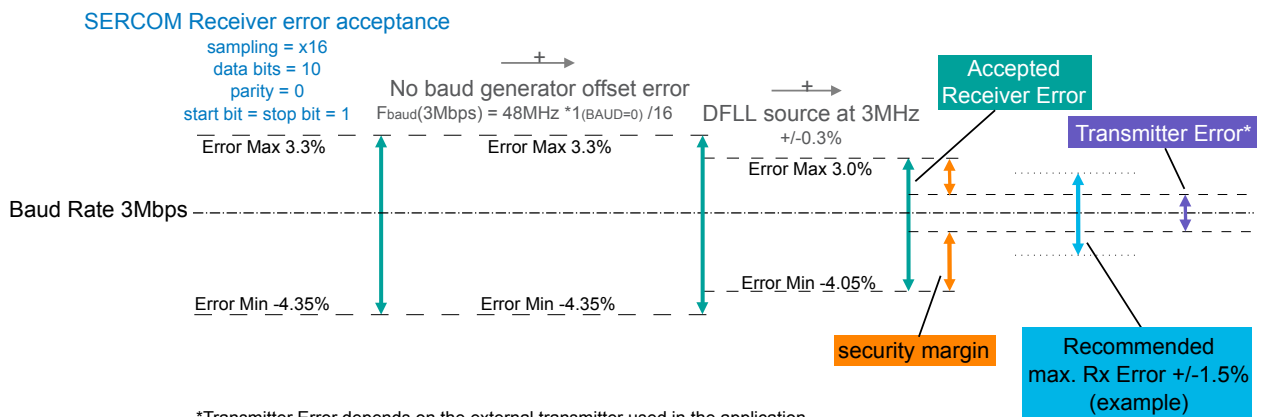 SERCOM Receiver error acceptance
sampling = x16
data bits = 10
parity = 0
start bit = stop bit = 1
+
No baud generator offset error
Fbaud(3Mbps) = 48MHz *1(BAUD=0) /16
+
DFLL source at 3MHz
+/-0.3%
Accepted
Receiver Error
Transmitter Error*
Error Max 3.3%
Error Max 3.3%
Error Max 3.0%
Baud Rate 3Mbps
Error Min -4.35%
Error Min -4.35%
Error Min -4.05%
security margin
Recommended
max. Rx Error +/-1.5%
(example)
*Transmitter Error depends on the external transmitter used in the application